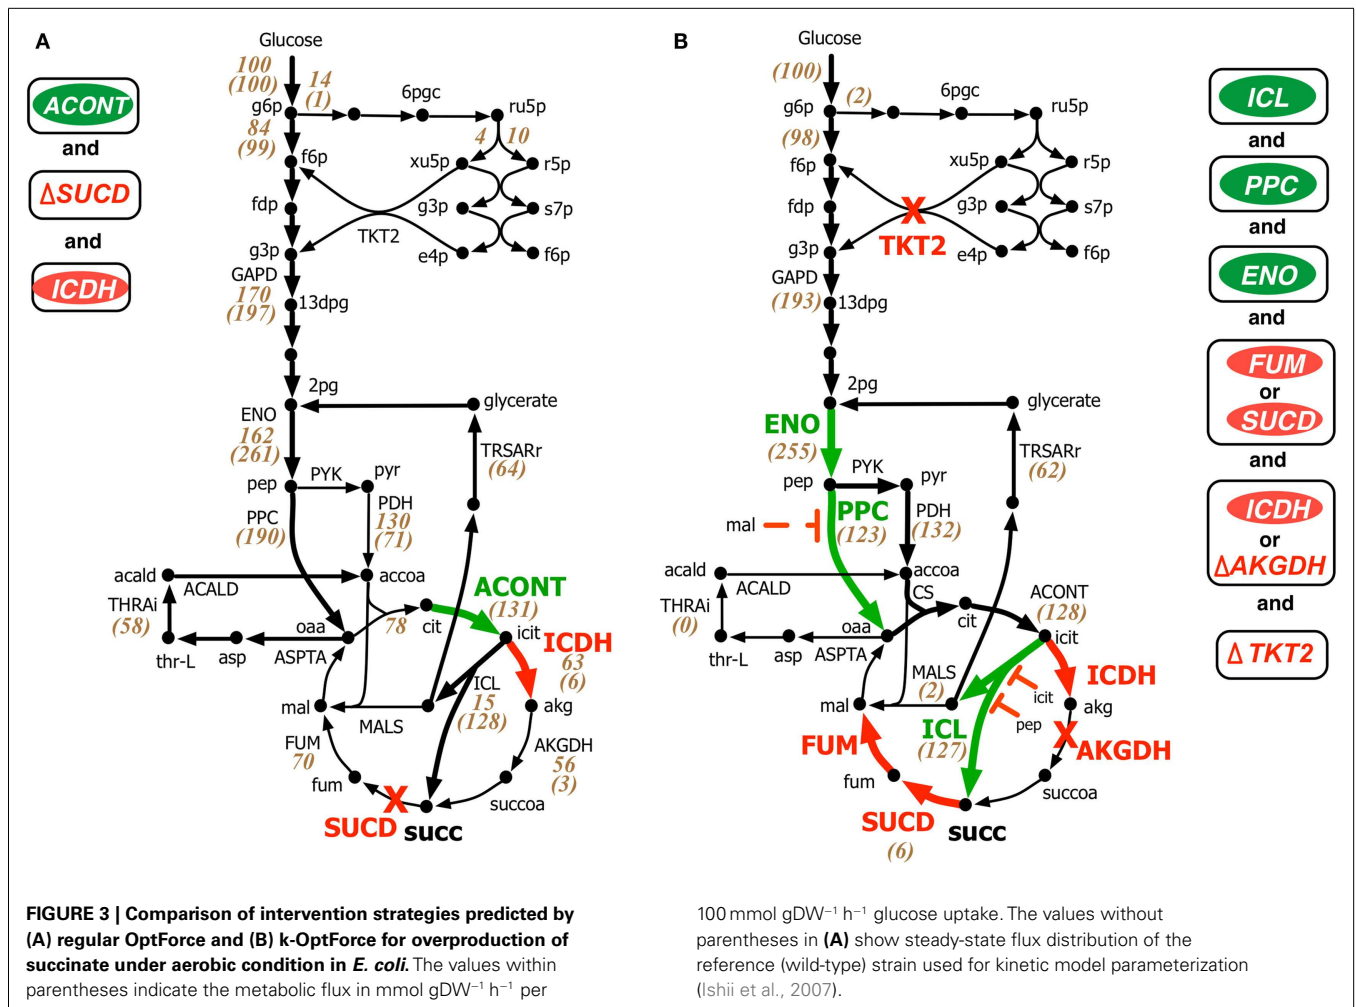 A
Glucose
100
(100)
14
(1)
6pgc
ru5p
g6p
84
(99)
4
10
f6p
xu5p
r5p
fdp
g3p
s7p
TKT2
g3p
e4p
f6p
GAPD
170
(197)
13dpg
2pg
glycerate
ENO
162
(261)
TRSARr
(64)
pep
PYK
pyr
PPC
(190)
PDH
130
(71)
acald
ACALD
accoa
ACONT
(131)
THRAi
(58)
78
cit
oaa
icit
ICDH
63
(6)
thr-L
asp
ASPTA
ICL
15
(128)
mal
MALS
akg
FUM
70
AKGDH
56
(3)
fum
succoa
X
SUCD
succ
ACONT
and
ΔSUCD
and
ICDH
B
Glucose
(100)
(2)
6pgc
ru5p
g6p
(98)
f6p
xu5p
r5p
fdp
X
g3p
s7p
TKT2
g3p
e4p
f6p
GAPD
(193)
13dpg
2pg
glycerate
ENO
(255)
TRSARr
(62)
pep
PYK
pyr
mal
PPC
(123)
PDH
(132)
acald
ACALD
accoa
CS
ACONT
(128)
THRAi
(0)
cit
oaa
icit
thr-L
asp
ASPTA
MALS
(2)
ICDH
icit
mal
akg
pep
ICL
(127)
FUM
X
AKGDH
fum
succoa
SUCD
(6)
succ
ICL
and
PPC
and
ENO
and
FUM
or
SUCD
and
ICDH
or
ΔAKGDH
and
Δ TKT2
FIGURE 3 | Comparison of intervention strategies predicted by
(A) regular OptForce and (B) k-OptForce for overproduction of
succinate under aerobic condition in E. coli. The values within
parentheses indicate the metabolic flux in mmol gDW⁻¹ h⁻¹ per
100 mmol gDW⁻¹ h⁻¹ glucose uptake. The values without
parentheses in (A) show steady-state flux distribution of the
reference (wild-type) strain used for kinetic model parameterization
(Ishii et al., 2007).